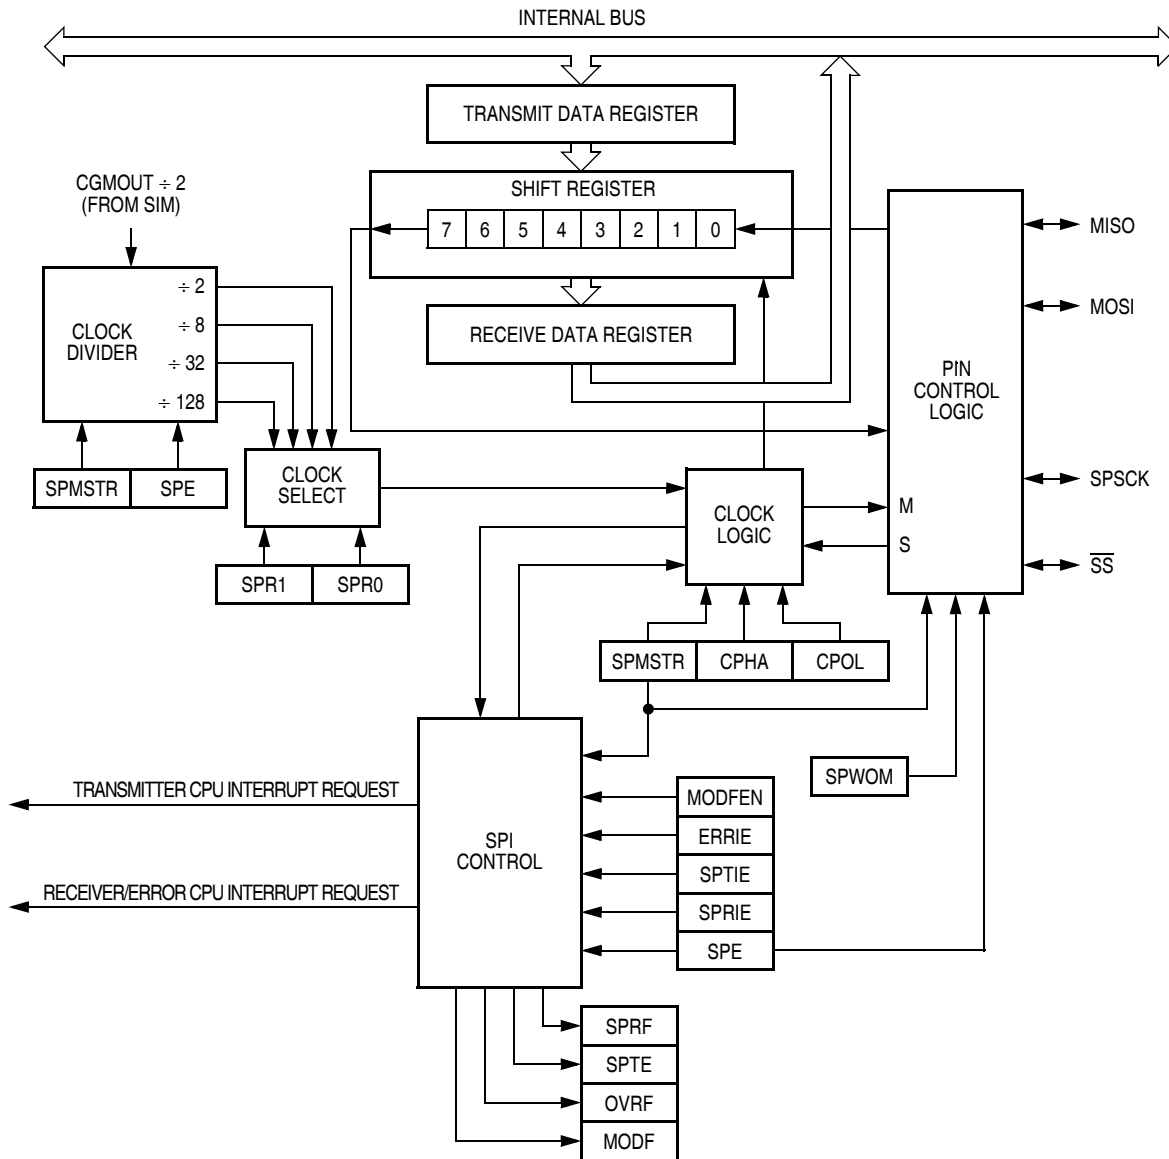 INTERNAL BUS
TRANSMIT DATA REGISTER
SHIFT REGISTER
7 6 5 4 3 2 1 0
RECEIVE DATA REGISTER
CGMOUT ÷ 2
(FROM SIM)
CLOCK
DIVIDER
÷ 2
÷ 8
÷ 32
÷ 128
SPMSTR SPE
CLOCK
SELECT
SPR1 SPR0
CLOCK
LOGIC
PIN
CONTROL
LOGIC
M
S
MISO
MOSI
SPSCK
S̅S̅
SPMSTR CPHA CPOL
SPWOM
TRANSMITTER CPU INTERRUPT REQUEST
RECEIVER/ERROR CPU INTERRUPT REQUEST
SPI
CONTROL
MODFEN
ERRIE
SPTIE
SPRIE
SPE
SPRF
SPTE
OVRF
MODF